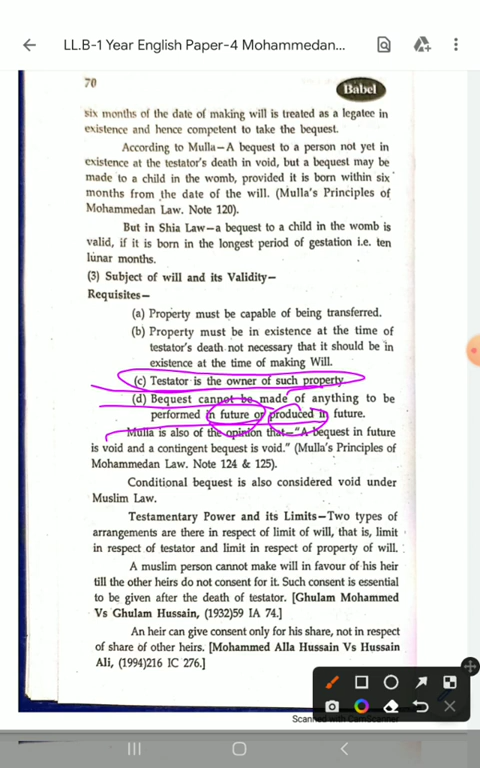 LL.B-1 Year English Paper-4 Mohammedan...
70
Babel
six months of the date of making will is treated as a legatee in
existence and hence competent to take the bequest.
According to Mulla—A bequest to a person not yet in
existence at the testator's death in void, but a bequest may be
made to a child in the womb, provided it is born within six
months from the date of the will. (Mulla's Principles of
Mohammedan Law. Note 120).
But in Shia Law—a bequest to a child in the womb is
valid, if it is born in the longest period of gestation i.e. ten
lunar months.
(3) Subject of will and its Validity—
Requisites—
(a) Property must be capable of being transferred.
(b) Property must be in existence at the time of
testator's death not necessary that it should be in
existence at the time of making Will.
(c) Testator is the owner of such property.
(d) Bequest cannot be made of anything to be
performed in future or produced in future.
Mulla is also of the opinion that—"A bequest in future
is void and a contingent bequest is void." (Mulla's Principles of
Mohammedan Law. Note 124 & 125).
Conditional bequest is also considered void under
Muslim Law.
Testamentary Power and its Limits—Two types of
arrangements are there in respect of limit of will, that is, limit
in respect of testator and limit in respect of property of will.
A muslim person cannot make will in favour of his heir
till the other heirs do not consent for it. Such consent is essential
to be given after the death of testator. [Ghulam Mohammed
Vs Ghulam Hussain, (1932)59 IA 74.]
An heir can give consent only for his share, not in respect
of share of other heirs. [Mohammed Alla Hussain Vs Hussain
Ali, (1994)216 IC 276.]
Scanned with CamScanner